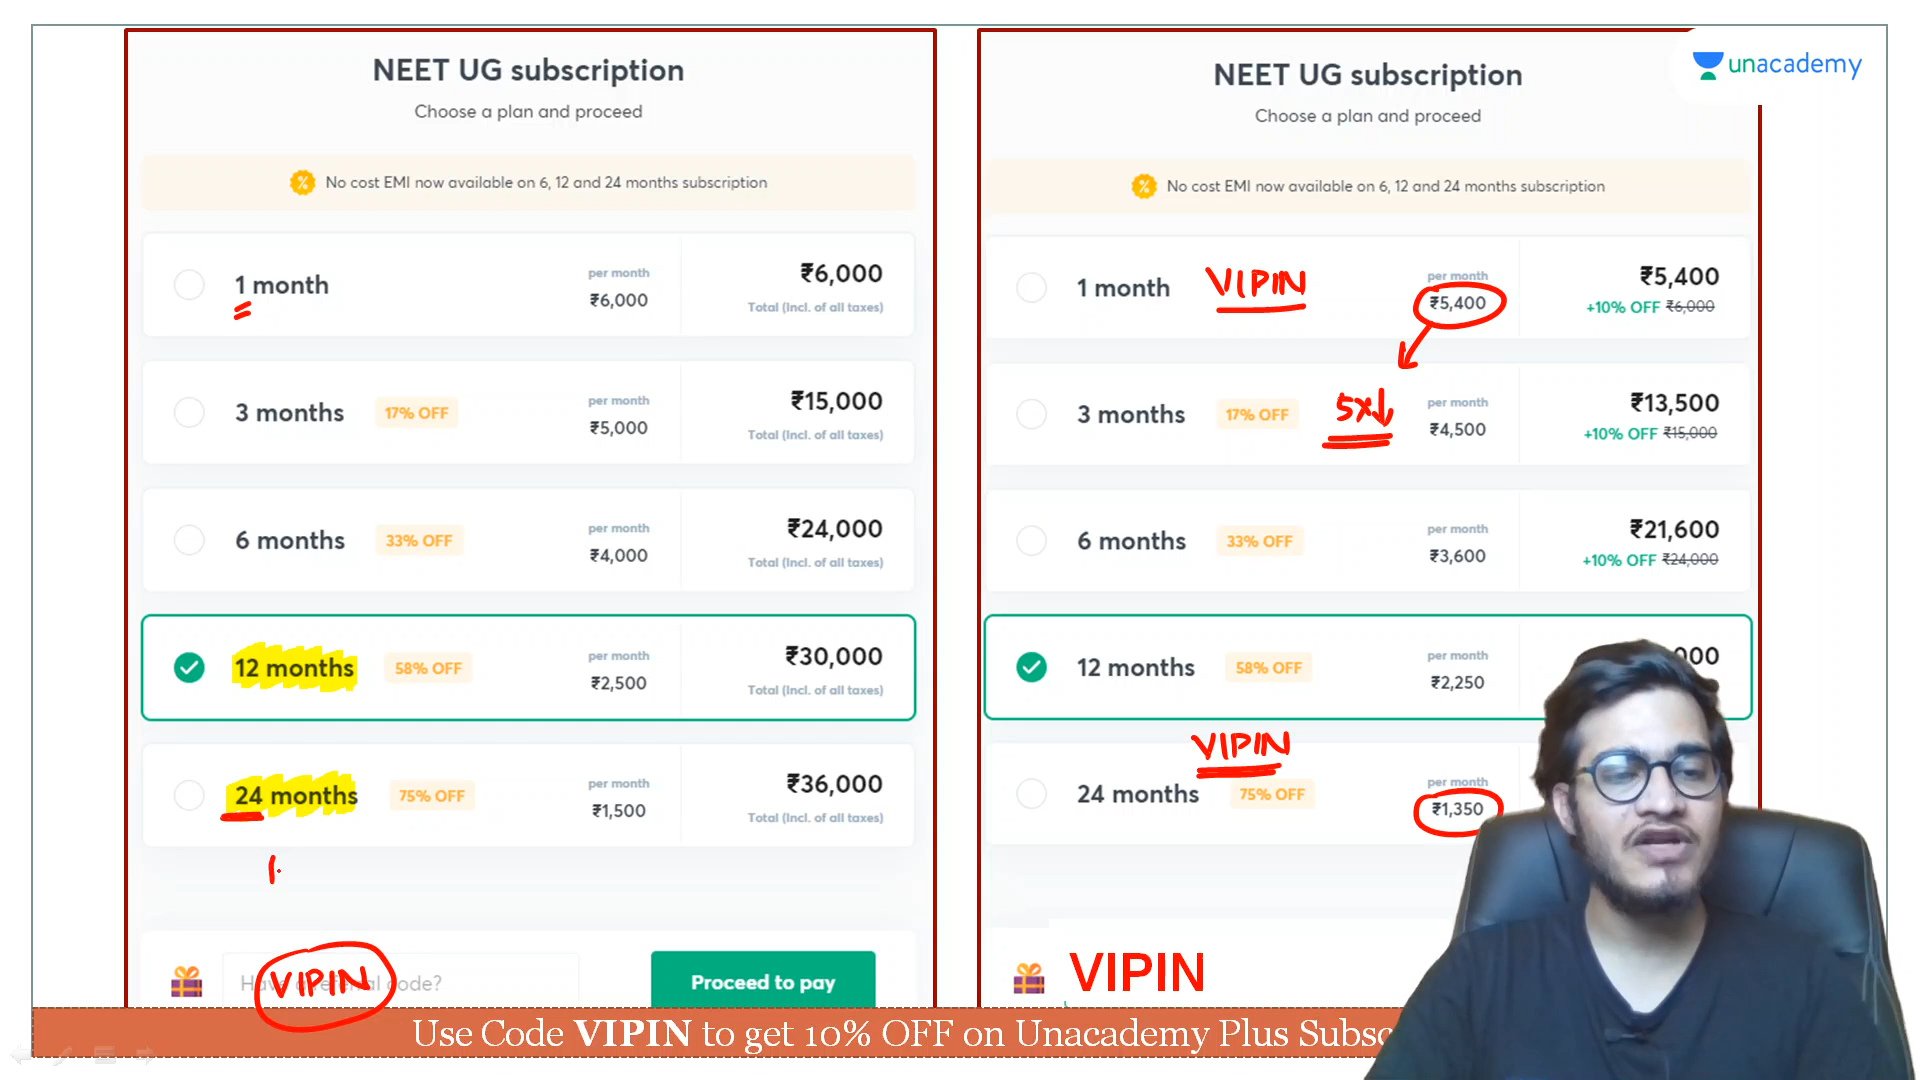 NEET UG subscription
Choose a plan and proceed
No cost EMI now available on 6, 12 and 24 months subscription
1 month
per month
₹6,000
₹6,000
Total (Incl. of all taxes)
3 months
17% OFF
per month
₹5,000
₹15,000
Total (Incl. of all taxes)
6 months
33% OFF
per month
₹4,000
₹24,000
Total (Incl. of all taxes)
12 months
58% OFF
per month
₹2,500
₹30,000
Total (Incl. of all taxes)
24 months
75% OFF
per month
₹1,500
₹36,000
Total (Incl. of all taxes)
VIPIN
Proceed to pay
unacademy
NEET UG subscription
Choose a plan and proceed
No cost EMI now available on 6, 12 and 24 months subscription
1 month
VIPIN
per month
₹5,400
₹5,400
+10% OFF ₹6,000
3 months
17% OFF
5X↓
per month
₹4,500
₹13,500
+10% OFF ₹15,000
6 months
33% OFF
per month
₹3,600
₹21,600
+10% OFF ₹24,000
12 months
58% OFF
per month
₹2,250
VIPIN
24 months
75% OFF
per month
₹1,350
VIPIN
Use Code VIPIN to get 10% OFF on Unacademy Plus